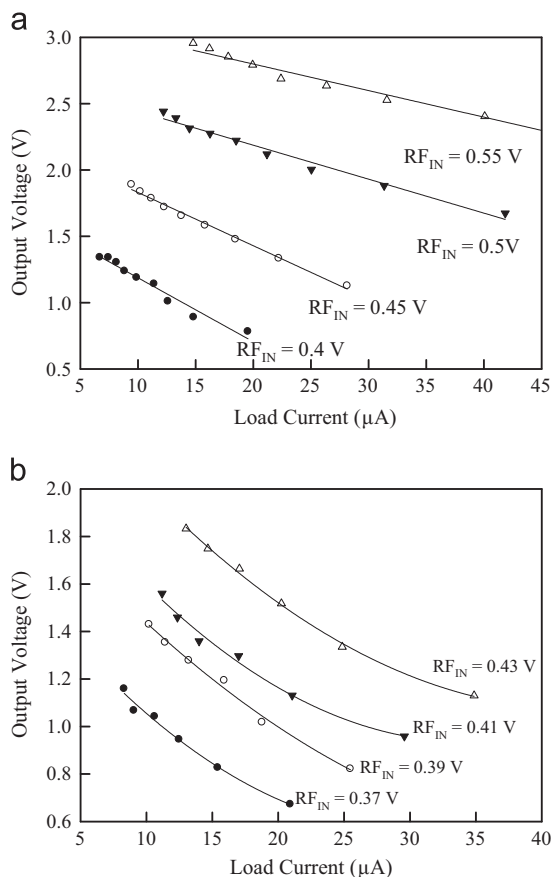 a
3.0
2.5
2.0
1.5
1.0
0.5
Output Voltage (V)
RF_IN = 0.55 V
RF_IN = 0.5V
RF_IN = 0.45 V
RF_IN = 0.4 V
5 10 15 20 25 30 35 40 45
Load Current (µA)
b
2.0
1.8
1.6
1.4
1.2
1.0
0.8
0.6
Output Voltage (V)
RF_IN = 0.43 V
RF_IN = 0.41 V
RF_IN = 0.39 V
RF_IN = 0.37 V
5 10 15 20 25 30 35 40
Load Current (µA)